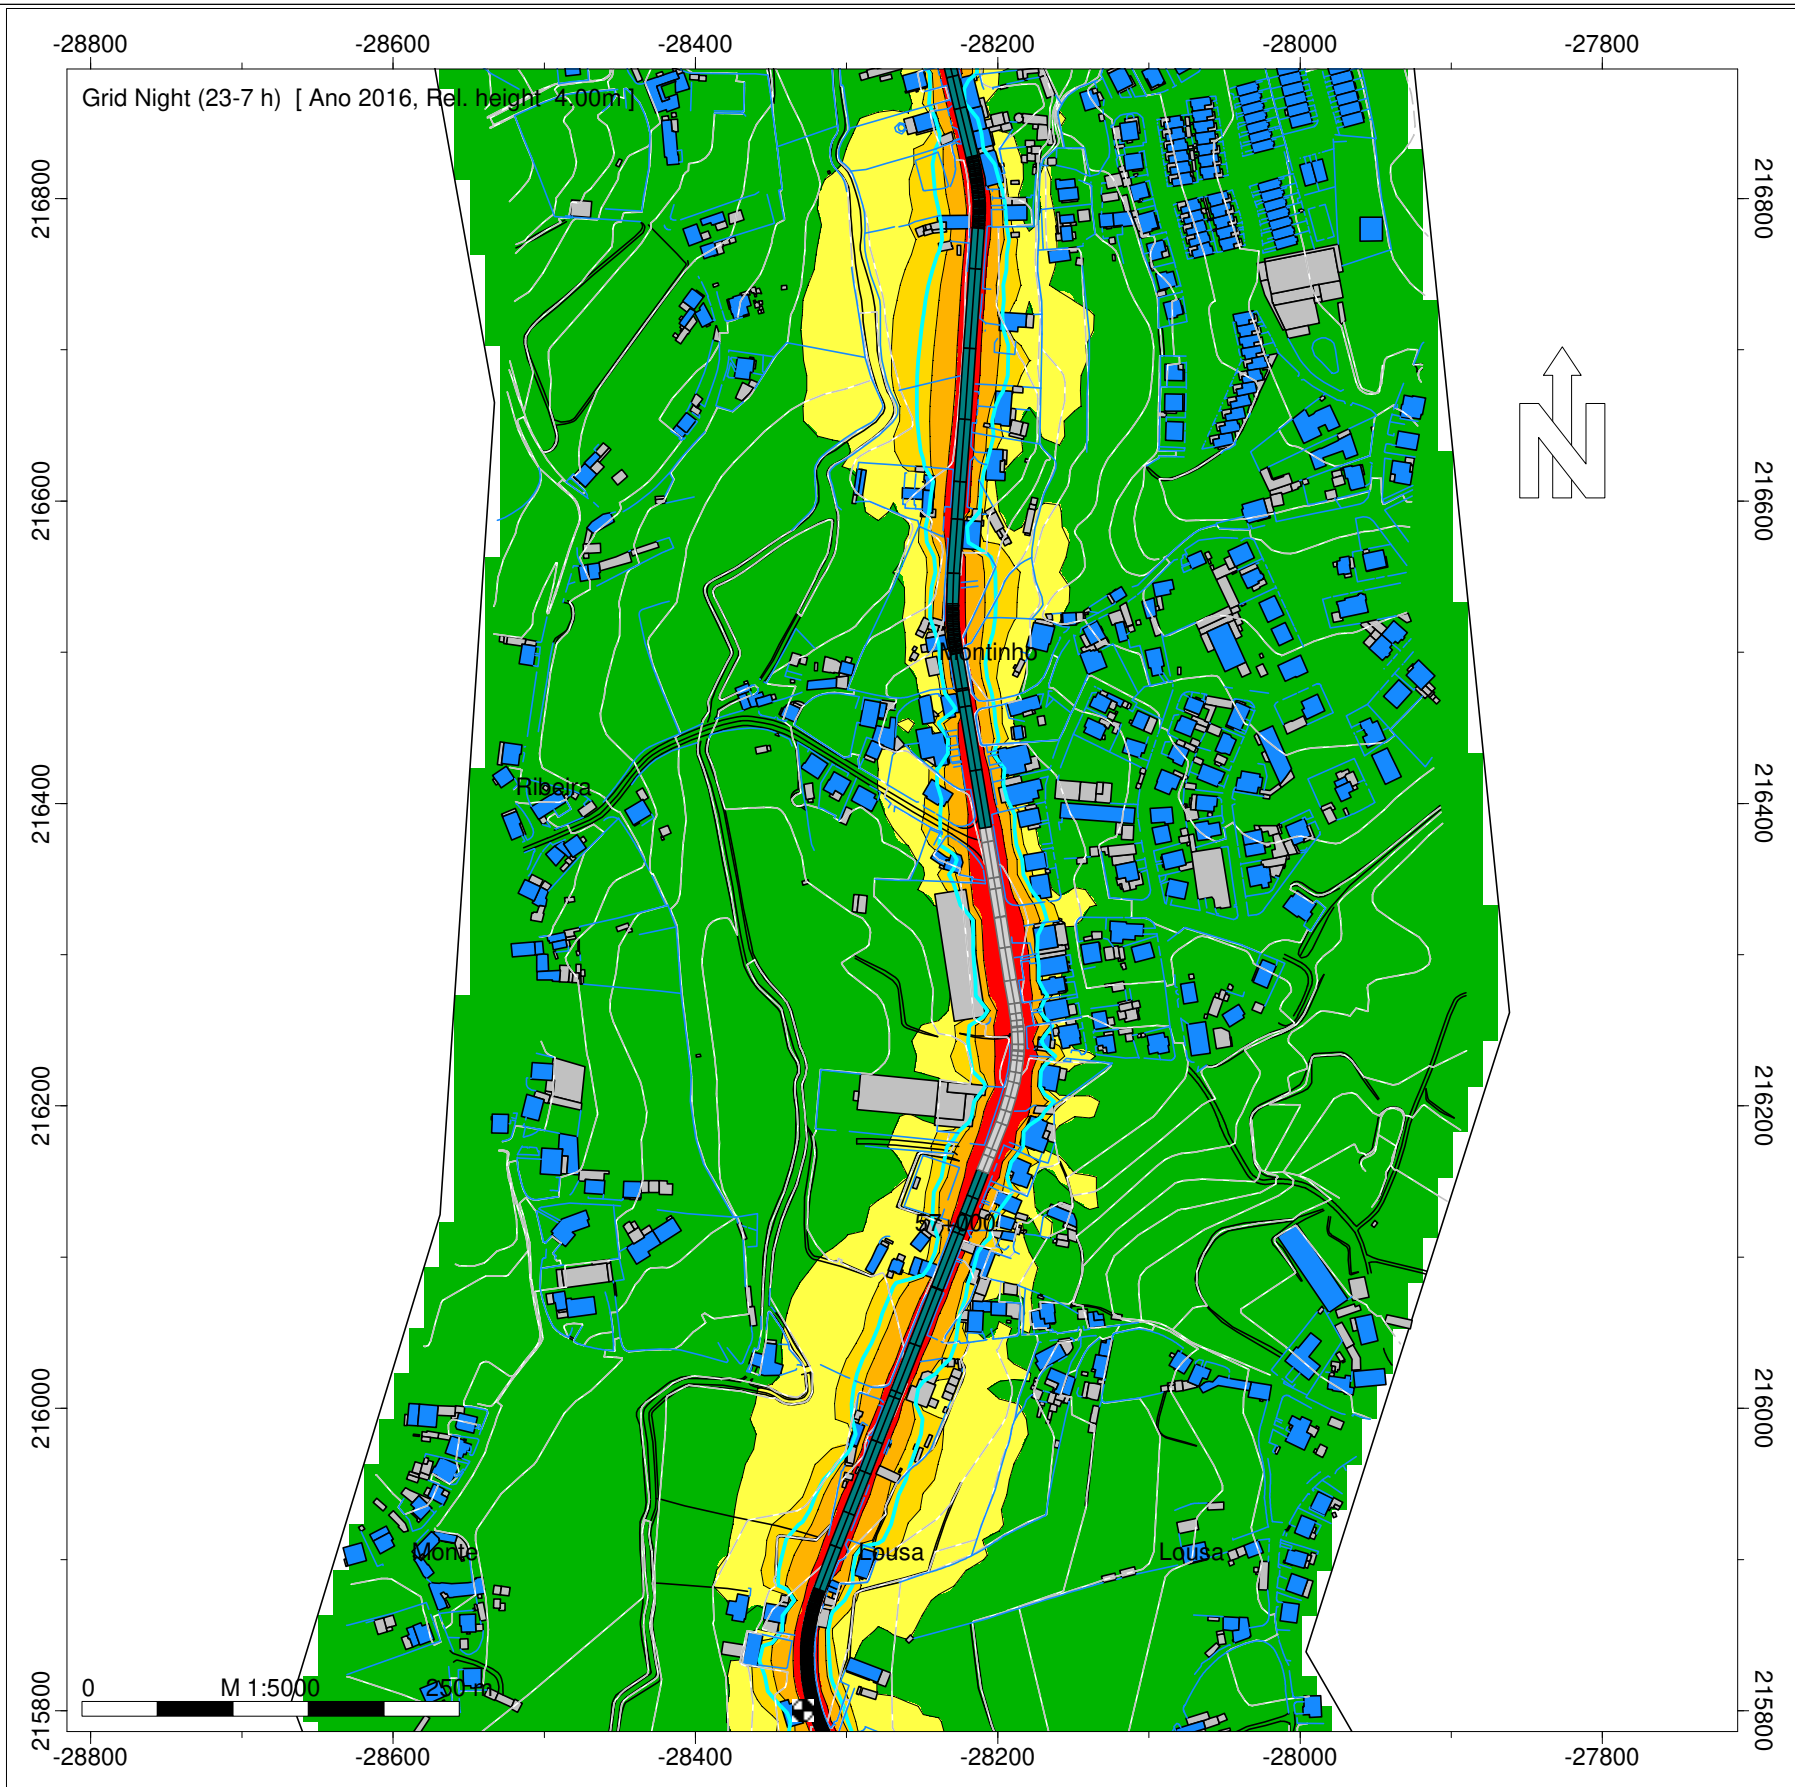 -28800 -28600 -28400 -28200 -28000 -27800
Grid Night (23-7 h) [ Ano 2016, Rel. height 4.00m ]
216800 216800
216600 216600
N
Montinho
Ribeira
216400 216400
216200 216200
57+000
216000 216000
Monte Lousa Lousa
0 M 1:5000 250 m
215800 215800
-28800 -28600 -28400 -28200 -28000 -27800